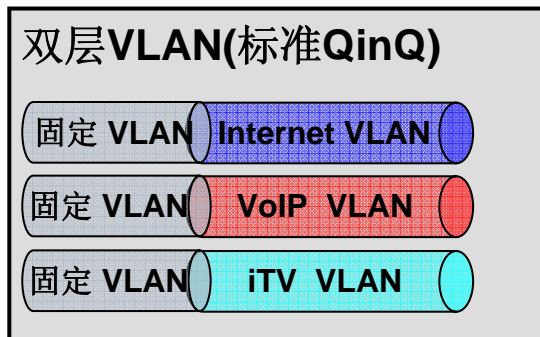 双层VLAN(标准QinQ)
固定 VLAN Internet VLAN
固定 VLAN VoIP VLAN
固定 VLAN iTV VLAN